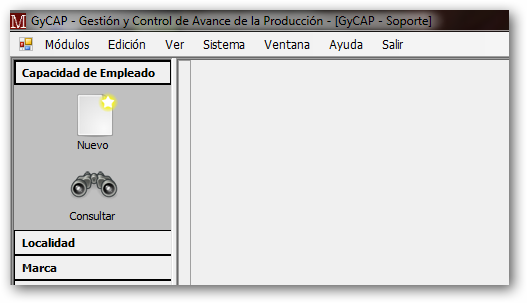 M GyCAP - Gestión y Control de Avance de la Producción - [GyCAP - Soporte]
Módulos Edición Ver Sistema Ventana Ayuda Salir
Capacidad de Empleado
Nuevo
Consultar
Localidad
Marca